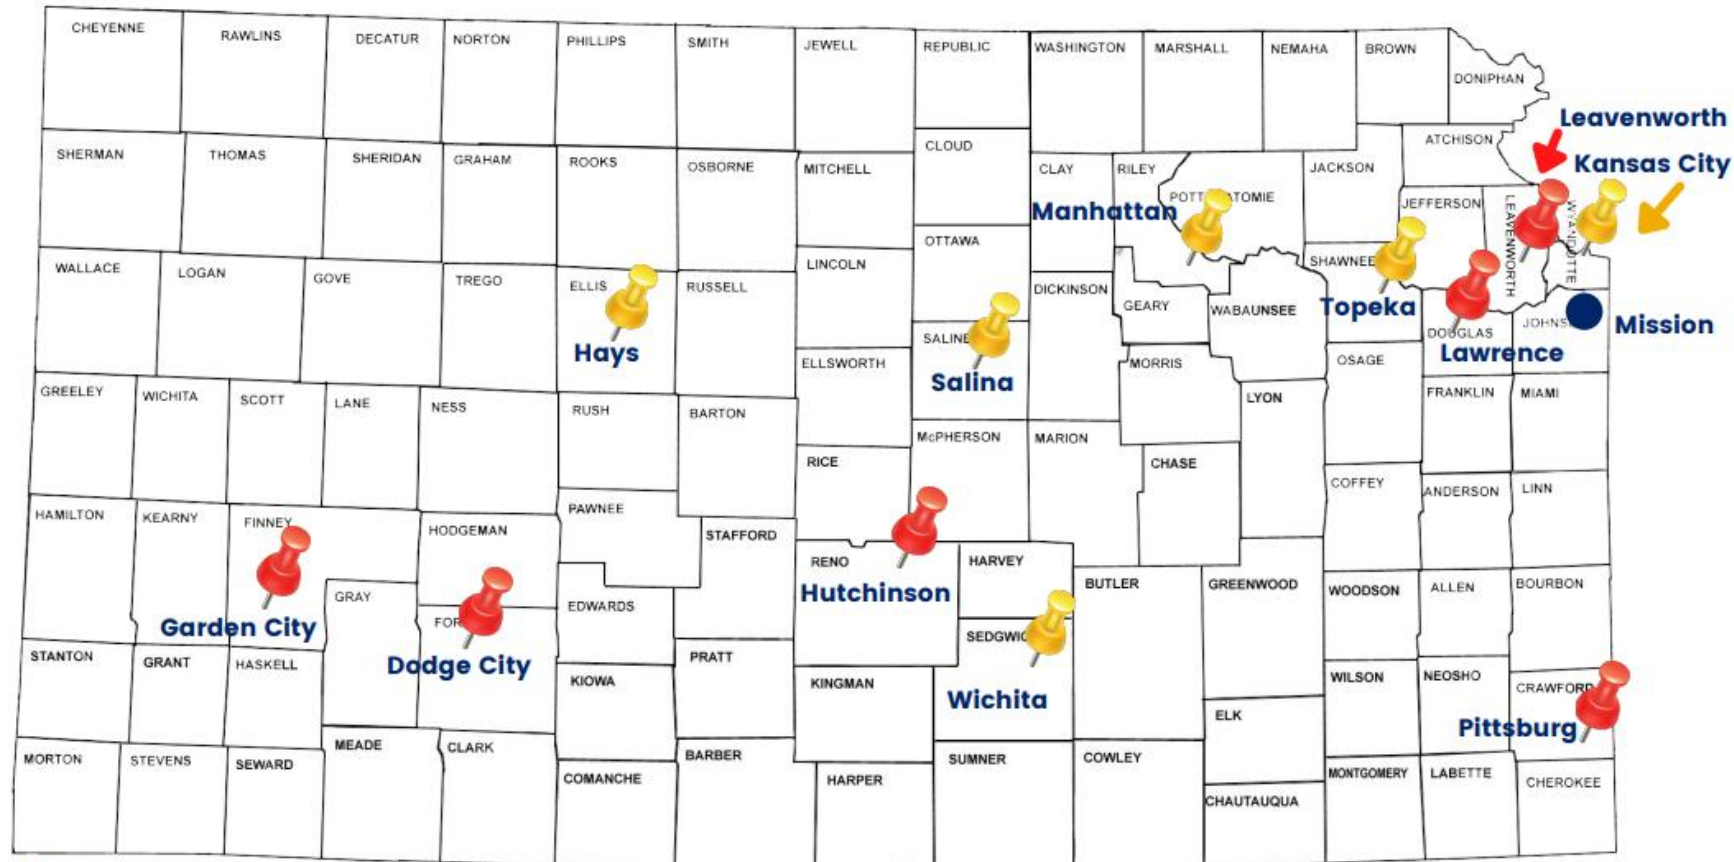 CHEYENNE
RAWLINS
DECATUR
NORTON
PHILLIPS
SMITH
JEWELL
REPUBLIC
WASHINGTON
MARSHALL
NEMAHA
BROWN
DONIPHAN
Leavenworth
Kansas City
SHERMAN
THOMAS
SHERIDAN
GRAHAM
ROOKS
OSBORNE
MITCHELL
CLOUD
CLAY
RILEY
POTTAWATOMIE
JACKSON
ATCHISON
Manhattan
JEFFERSON
LEAVENWORTH
WYANDOTTE
WALLACE
LOGAN
GOVE
TREGO
ELLIS
RUSSELL
LINCOLN
OTTAWA
DICKINSON
GEARY
WABAUNSEE
SHAWNEE
Topeka
Hays
SALINE
Salina
ELLSWORTH
MORRIS
OSAGE
DOUGLAS
Lawrence
JOHNS
Mission
GREELEY
WICHITA
SCOTT
LANE
NESS
RUSH
BARTON
RICE
McPHERSON
MARION
CHASE
LYON
FRANKLIN
MIAMI
HAMILTON
KEARNY
FINNEY
HODGEMAN
PAWNEE
STAFFORD
RENO
HARVEY
COFFEY
ANDERSON
LINN
Garden City
GRAY
FOR
Dodge City
EDWARDS
Hutchinson
BUTLER
GREENWOOD
WOODSON
ALLEN
BOURBON
STANTON
GRANT
HASKELL
KIOWA
PRATT
KINGMAN
SEDGWIC
Wichita
ELK
WILSON
NEOSHO
CRAWFORD
Pittsburg
MORTON
STEVENS
SEWARD
MEADE
CLARK
COMANCHE
BARBER
HARPER
SUMNER
COWLEY
CHAUTAUQUA
MONTGOMERY
LABETTE
CHEROKEE